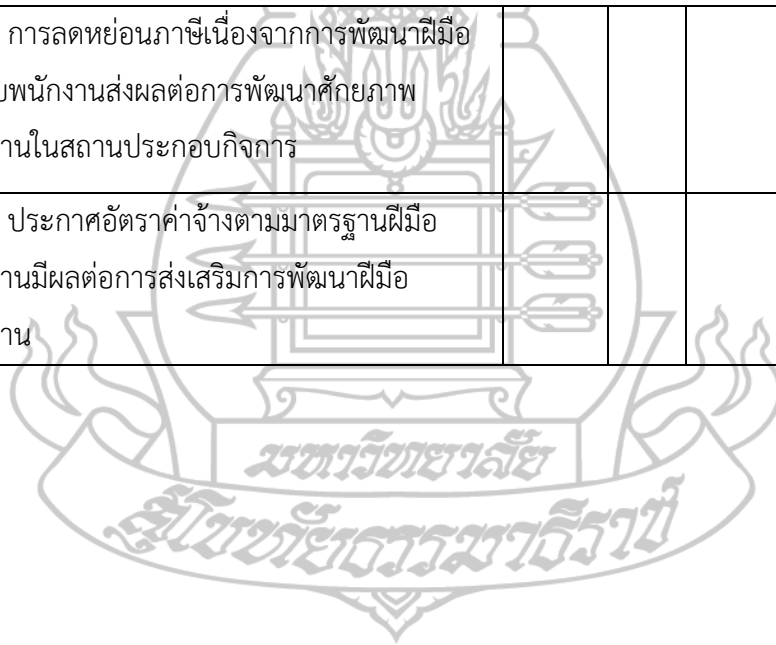 การลดหย่อนภาษีเนื่องจากการพัฒนาฝีมือ
พนักงานส่งผลต่อการพัฒนาศักยภาพ
านในสถานประกอบกิจการ
ประกาศอัตราค่าจ้างตามมาตรฐานฝีมือ
านมีผลต่อการส่งเสริมการพัฒนาฝีมือ
าน
มหาวิทยาลัย
สุโขทัยธรรมาธิราช